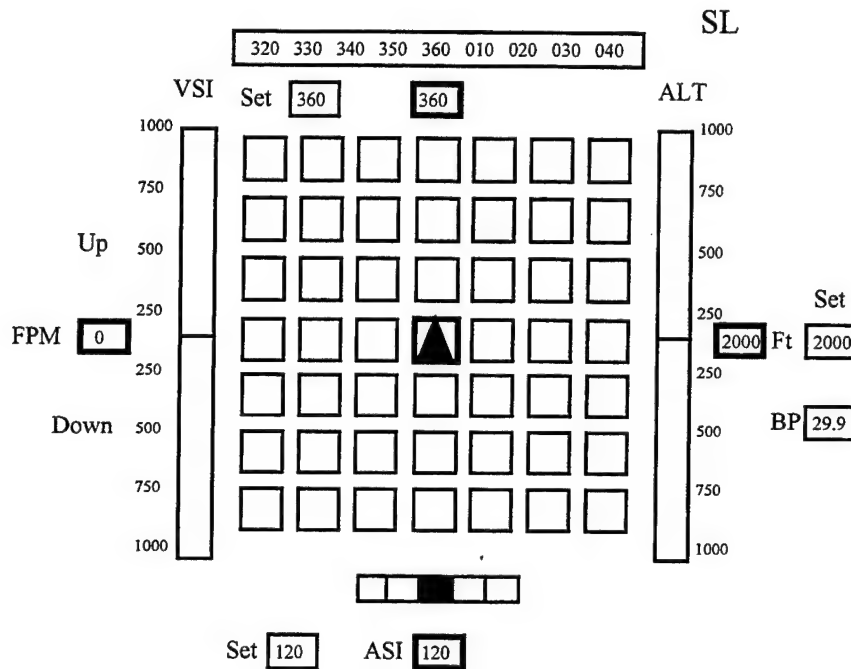 SL
320 330 340 350 360 010 020 030 040
VSI Set 360 360 ALT
1000 1000
750 750
Up
500 500
250 250 Set
FPM 0 2000 Ft 2000
250 250
Down 500 500 BP 29.9
750 750
1000 1000
Set 120 ASI 120